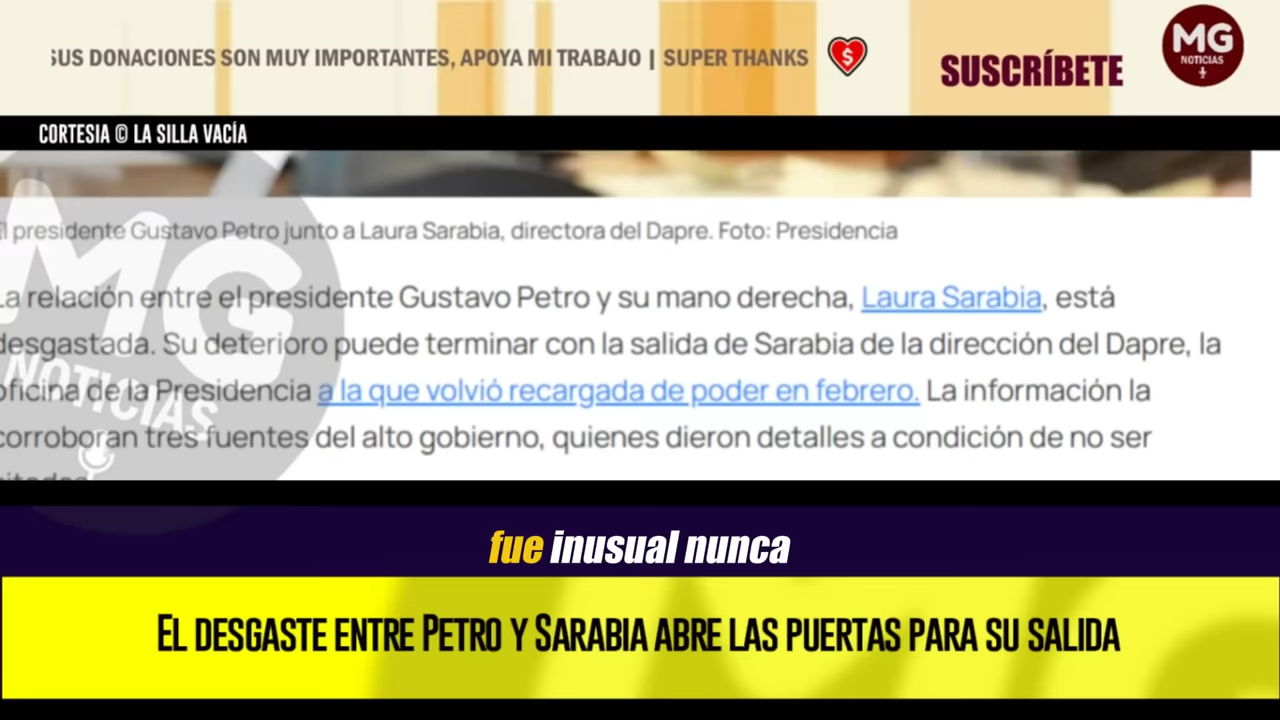 SUS DONACIONES SON MUY IMPORTANTES, APOYA MI TRABAJO | SUPER THANKS
$
SUSCRÍBETE
MG
NOTICIAS
CORTESIA © LA SILLA VACÍA
El presidente Gustavo Petro junto a Laura Sarabia, directora del Dapre. Foto: Presidencia
La relación entre el presidente Gustavo Petro y su mano derecha, Laura Sarabia, está
desgastada. Su deterioro puede terminar con la salida de Sarabia de la dirección del Dapre, la
oficina de la Presidencia a la que volvió recargada de poder en febrero. La información la
corroboran tres fuentes del alto gobierno, quienes dieron detalles a condición de no ser
MG
NOTICIAS
fue inusual nunca
El desgaste entre Petro y Sarabia abre las puertas para su salida